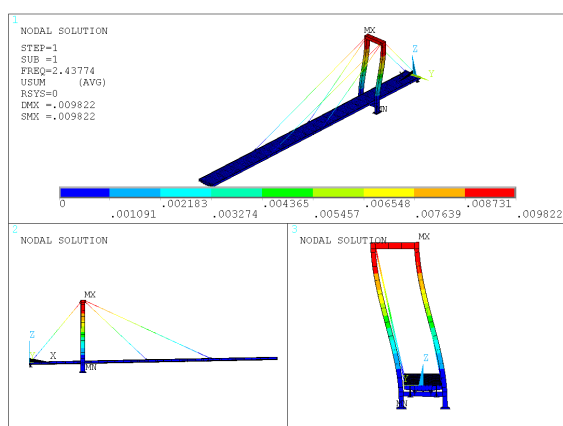 1
NODAL SOLUTION
STEP=1
SUB =1
FREQ=2.43774
USUM (AVG)
RSYS=0
DMX =.009822
SMX =.009822
MX
Z
Y
MN
0 .002183 .004365 .006548 .008731
.001091 .003274 .005457 .007639 .009822
2
NODAL SOLUTION
MX
Z
X
MN
3
NODAL SOLUTION
MX
Z
MN